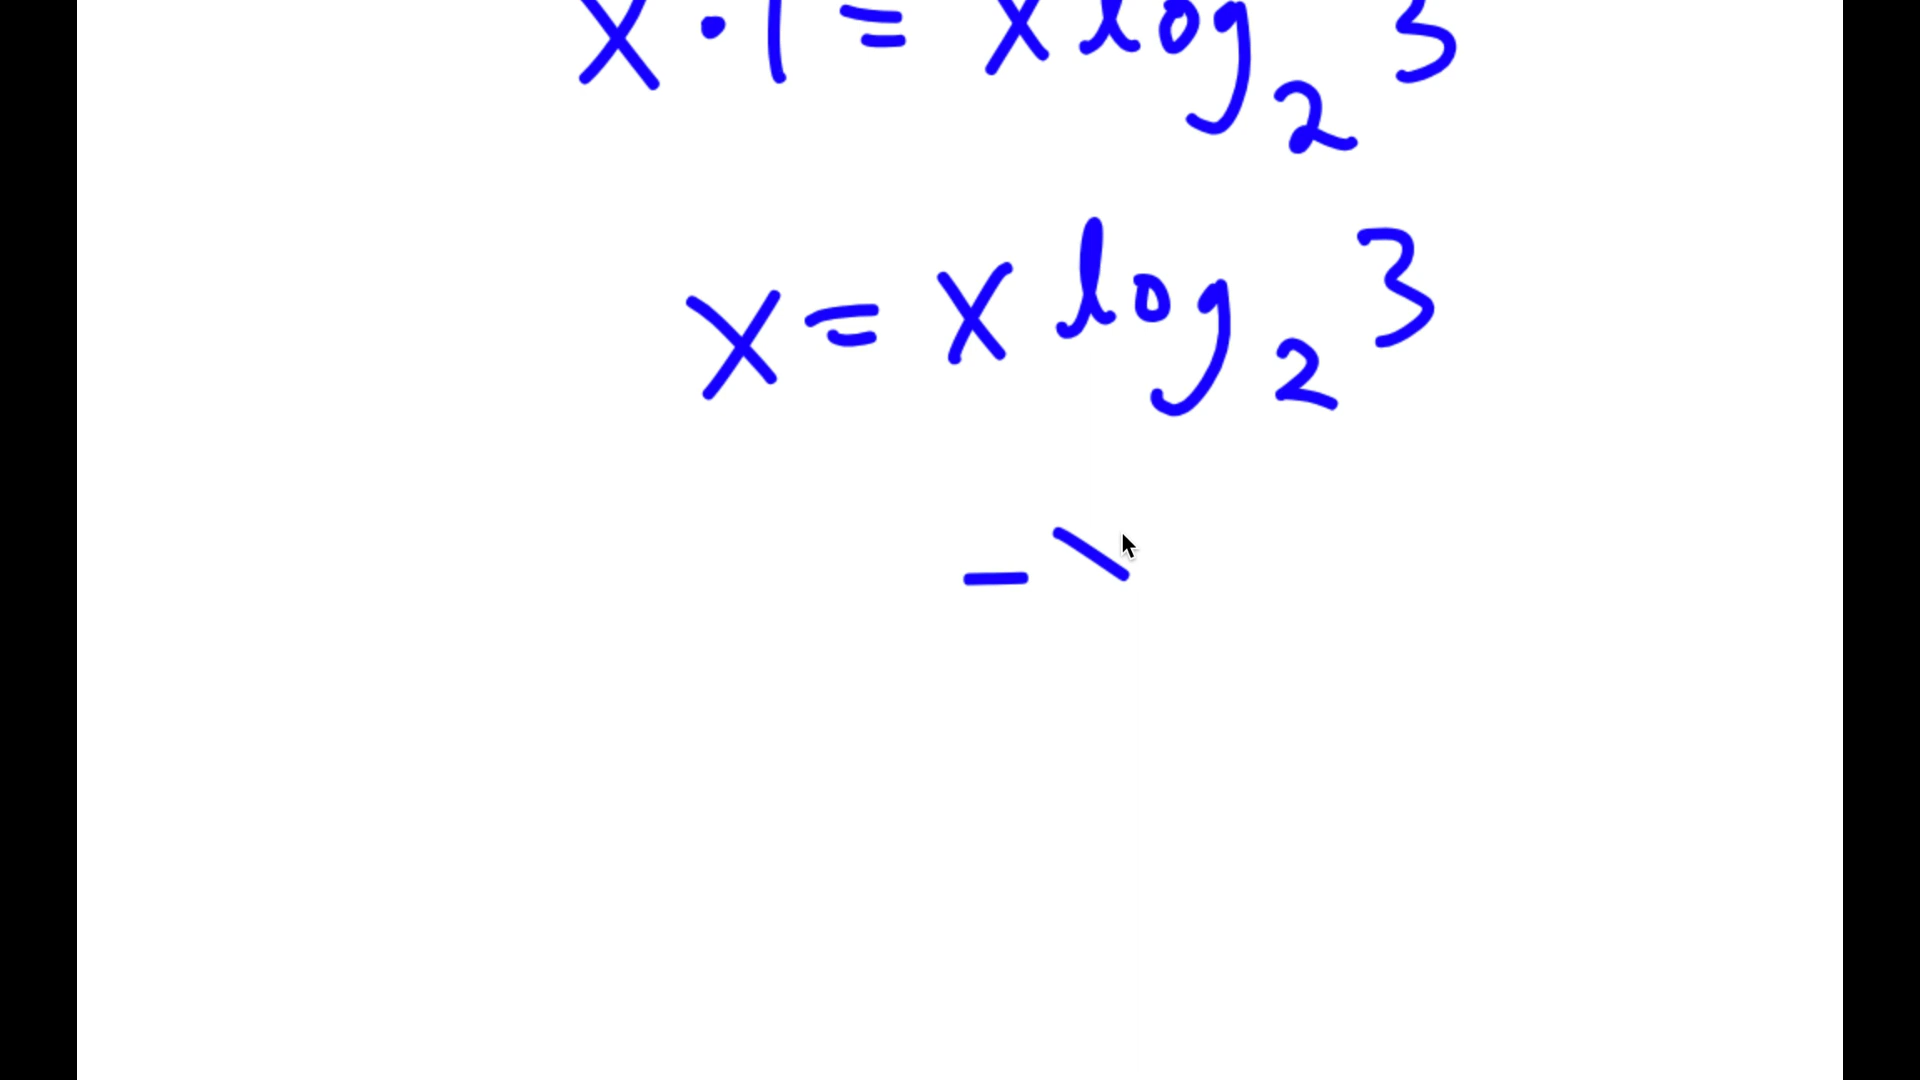 x · 1 = x log₂ 3
x = x log₂ 3
−